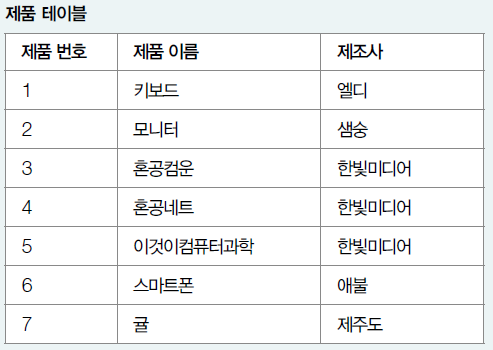 제품 테이블
제품 번호 제품 이름 제조사
1 키보드 엘디
2 모니터 샘숭
3 혼공컴운 한빛미디어
4 혼공네트 한빛미디어
5 이것이컴퓨터과학 한빛미디어
6 스마트폰 애불
7 귤 제주도